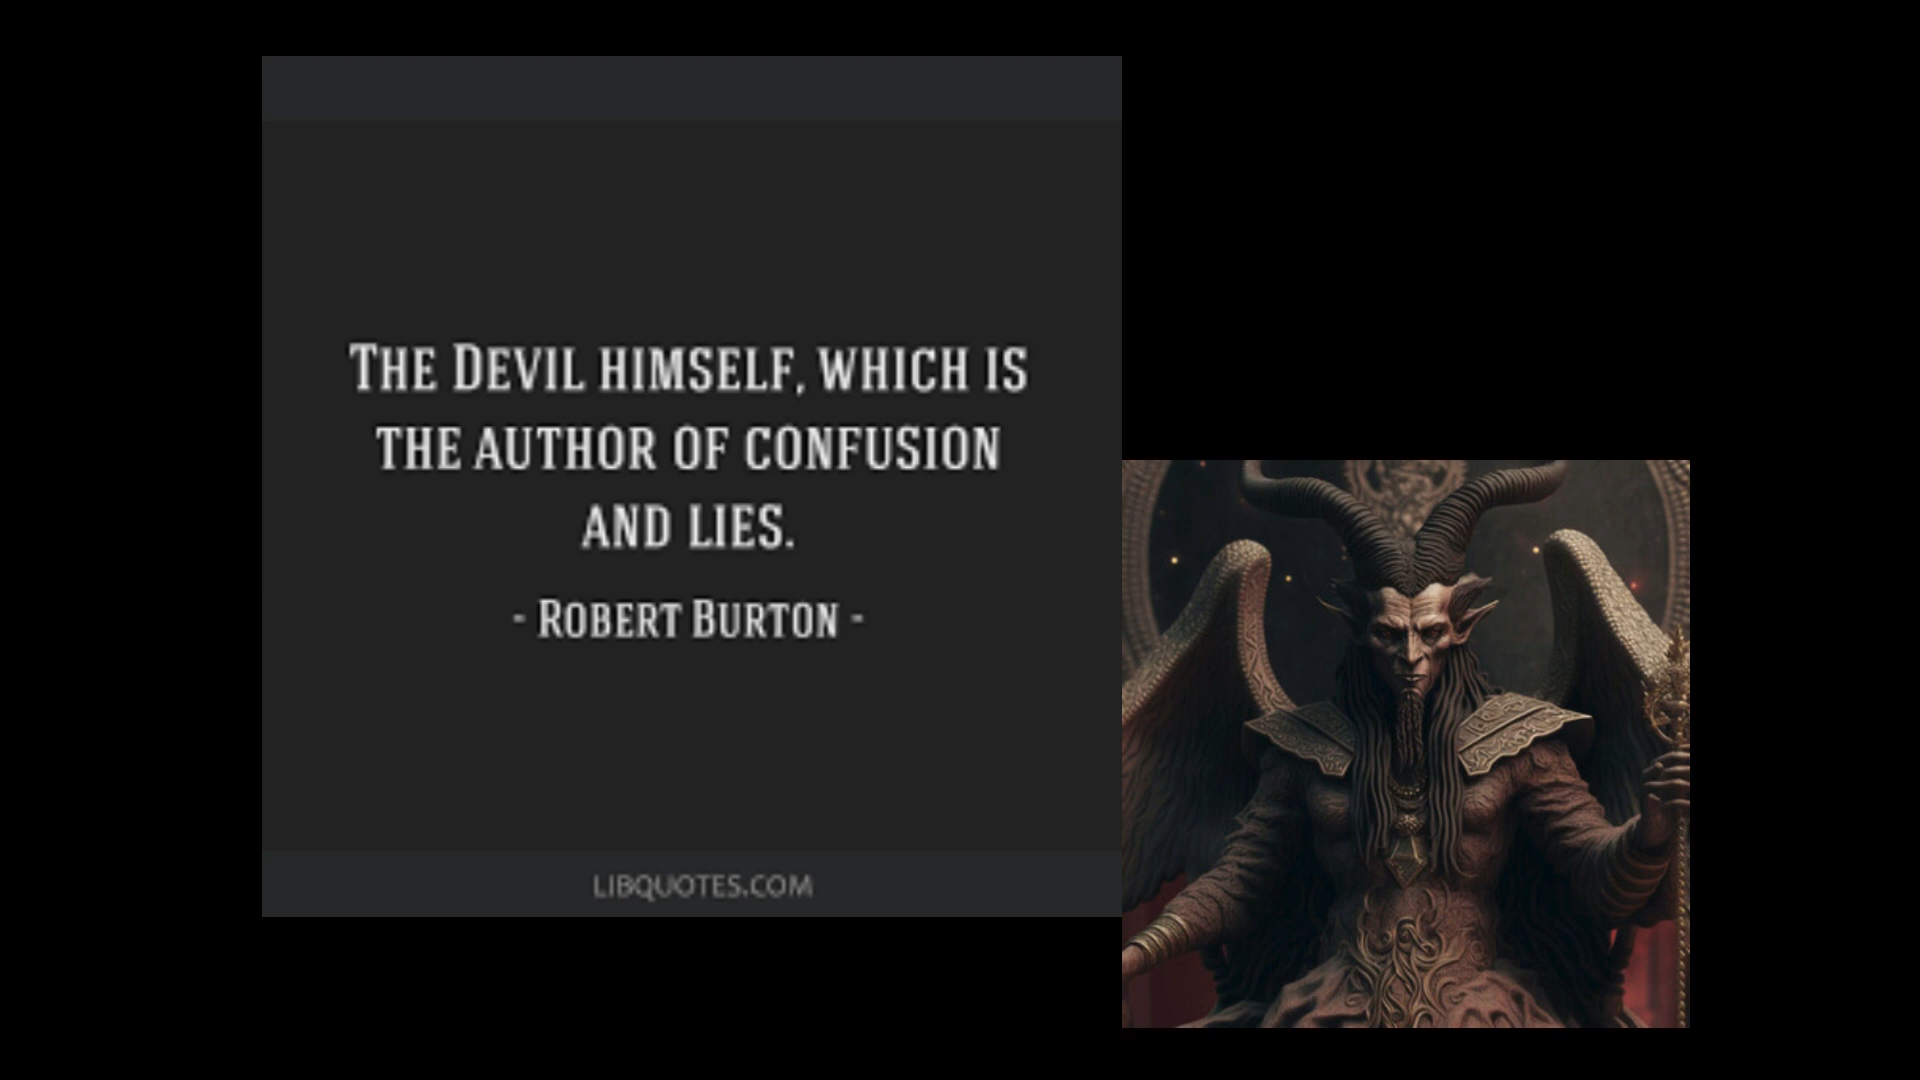 The Devil himself, which is
the author of confusion
and lies.
- Robert Burton -
LIBQUOTES.COM